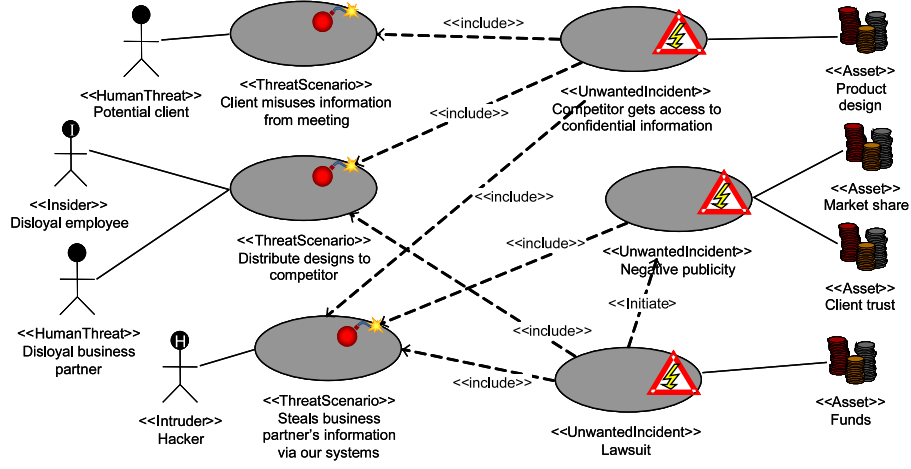 <<include>>
<<ThreatScenario>>
Client misuses information
from meeting
<<HumanThreat>>
Potential client
<<UnwantedIncident>>
Competitor gets access to
confidential information
<<Asset>>
Product
design
<<include>>
I
<<Insider>>
Disloyal employee
<<include>>
<<Asset>>
Market share
<<ThreatScenario>>
Distribute designs to
competitor
<<include>>
<<UnwantedIncident>>
Negative publicity
<<Asset>>
Client trust
<<Initiate>
<<HumanThreat>>
Disloyal business
partner
H
<<include>>
<<include>>
<<Intruder>>
Hacker
<<ThreatScenario>>
Steals business
partner's information
via our systems
<<UnwantedIncident>>
Lawsuit
<<Asset>>
Funds